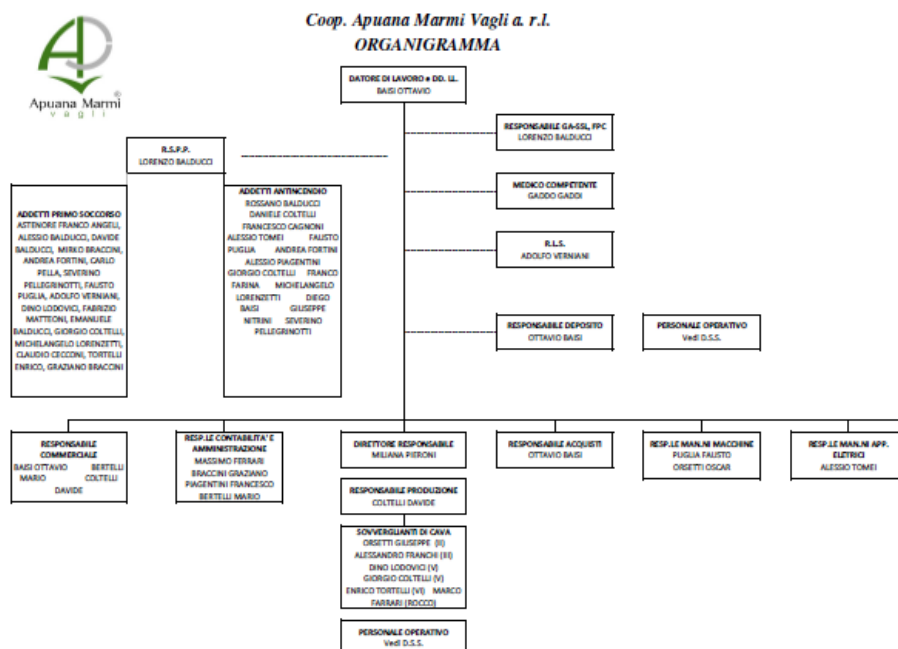 Coop. Apuana Marmi Vagli a. r.l.
ORGANIGRAMMA
Apuana Marmi ®
vagli
DATORE DI LAVORO e DD. LL.
BAISI OTTAVIO
RESPONSABILE GA-SSL, FPC
LORENZO BALDUCCI
R.S.P.P.
LORENZO BALDUCCI
MEDICO COMPETENTE
GADDO GADDI
R.L.S.
ADOLFO VERNIANI
ADDETTI PRIMO SOCCORSO
ASTENORE FRANCO ANGELI,
ALESSIO BALDUCCI, DAVIDE
BALDUCCI, MIRKO BRACCINI,
ANDREA FORTINI, CARLO
PELLA, SEVERINO
PELLEGRINOTTI, FAUSTO
PUGLIA, ADOLFO VERNIANI,
DINO LODOVICI, FABRIZIO
MATTEONI, EMANUELE
BALDUCCI, GIORGIO COLTELLI,
MICHELANGELO LORENZETTI,
CLAUDIO CECCONI, TORTELLI
ENRICO, GRAZIANO BRACCINI
ADDETTI ANTINCENDIO
ROSSANO BALDUCCI
DANIELE COLTELLI
FRANCESCO CAGNONI
ALESSIO TOMEI FAUSTO
PUGLIA ANDREA FORTINI
ALESSIO PIAGENTINI
GIORGIO COLTELLI FRANCO
FARINA MICHELANGELO
LORENZETTI DIEGO
BAISI GIUSEPPE
NITRINI SEVERINO
PELLEGRINOTTI
RESPONSABILE DEPOSITO
OTTAVIO BAISI
PERSONALE OPERATIVO
Vedi D.S.S.
RESPONSABILE
COMMERCIALE
BAISI OTTAVIO BERTELLI
MARIO COLTELLI
DAVIDE
RESP.LE CONTABILITA' E
AMMINISTRAZIONE
MASSIMO FERRARI
BRACCINI GRAZIANO
PIAGENTINI FRANCESCO
BERTELLI MARIO
DIRETTORE RESPONSABILE
MILIANA PIERONI
RESPONSABILE ACQUISTI
OTTAVIO BAISI
RESP.LE MAN.NI MACCHINE
PUGLIA FAUSTO
ORSETTI OSCAR
RESP.LE MAN.NI APP.
ELETRICI
ALESSIO TOMEI
RESPONSABILE PRODUZIONE
COLTELLI DAVIDE
SOVVERGLIANTI DI CAVA
ORSETTI GIUSEPPE (II)
ALESSANDRO FRANCHI (III)
DINO LODOVICI (V)
GIORGIO COLTELLI (V)
ENRICO TORTELLI (VI) MARCO
FARRARI (ROCCO)
PERSONALE OPERATIVO
Vedi D.S.S.